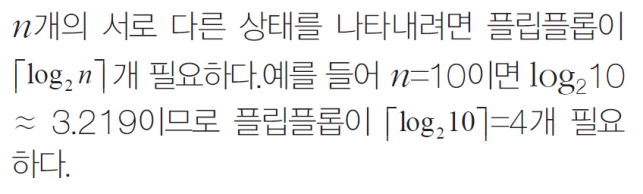 n개의 서로 다른 상태를 나타내려면 플립플롭이
⌈log₂ n⌉개 필요하다.예를 들어 n=10이면 log₂10
≈ 3.219이므로 플립플롭이 ⌈log₂10⌉=4개 필요
하다.